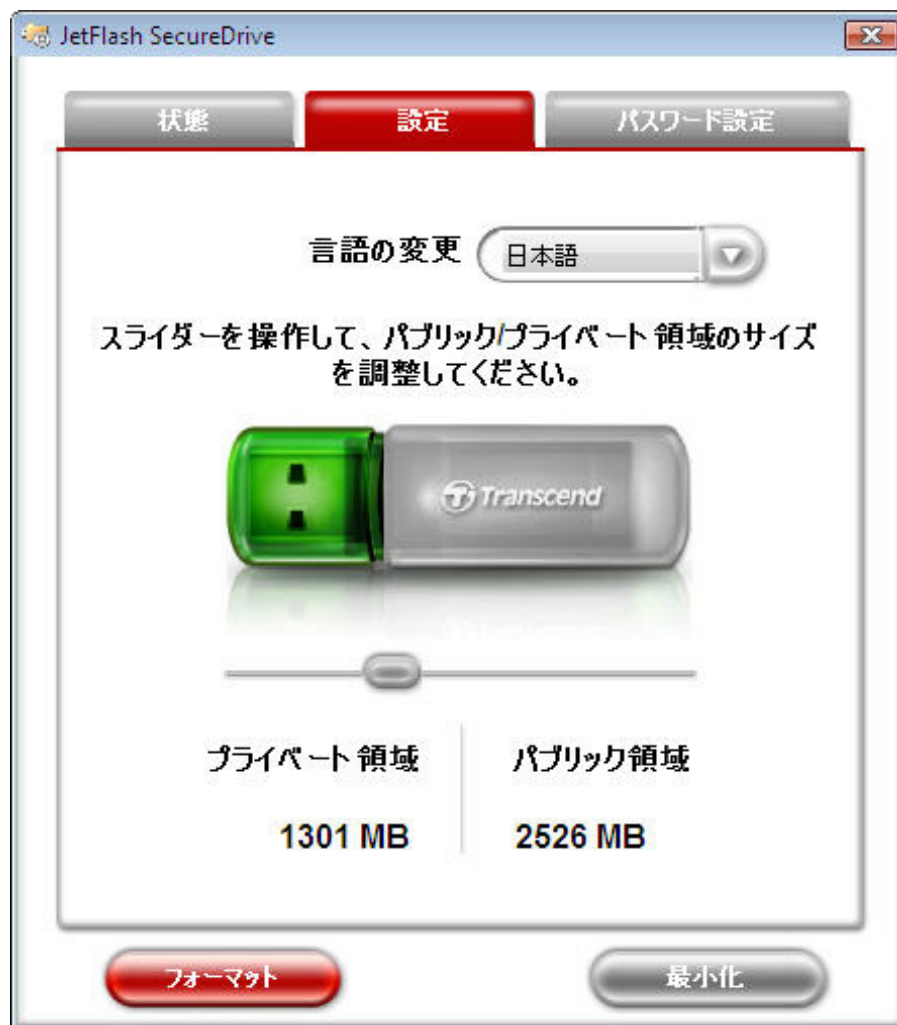 JetFlash SecureDrive
状態 設定 パスワード設定
言語の変更 日本語
スライダーを操作して、パブリック/プライベート領域のサイズ
を調整してください。
Transcend
プライベート領域 パブリック領域
1301 MB 2526 MB
フォーマット 最小化